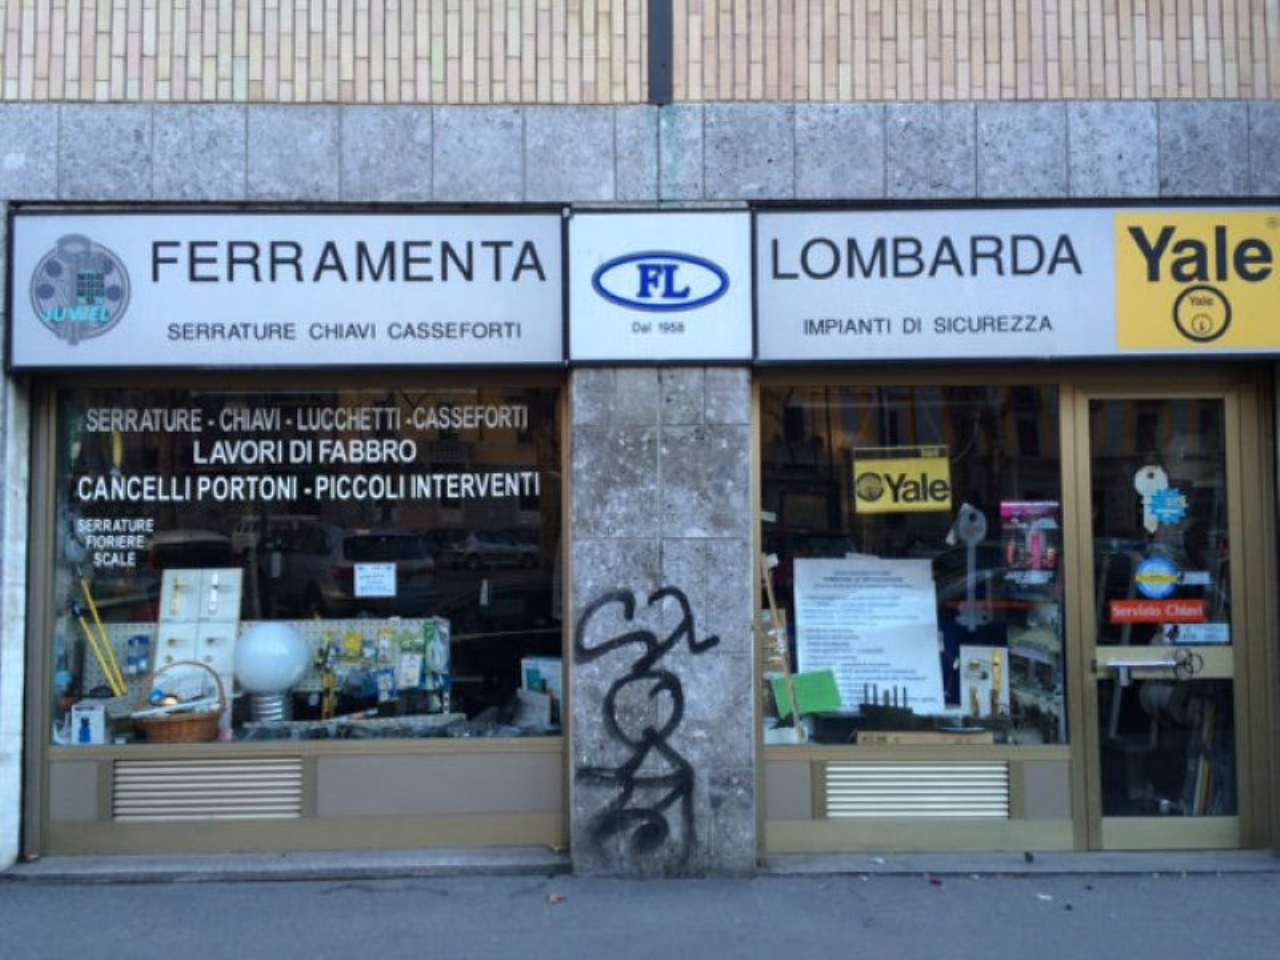 JUWEL
FERRAMENTA
SERRATURE CHIAVI CASSEFORTI
FL
Dal 1958
LOMBARDA
IMPIANTI DI SICUREZZA
Yale
Yale
SERRATURE - CHIAVI - LUCCHETTI -CASSEFORTI
LAVORI DI FABBRO
CANCELLI PORTONI - PICCOLI INTERVENTI
SERRATURE
FIORIERE
SCALE
Yale
Servizio Chiavi